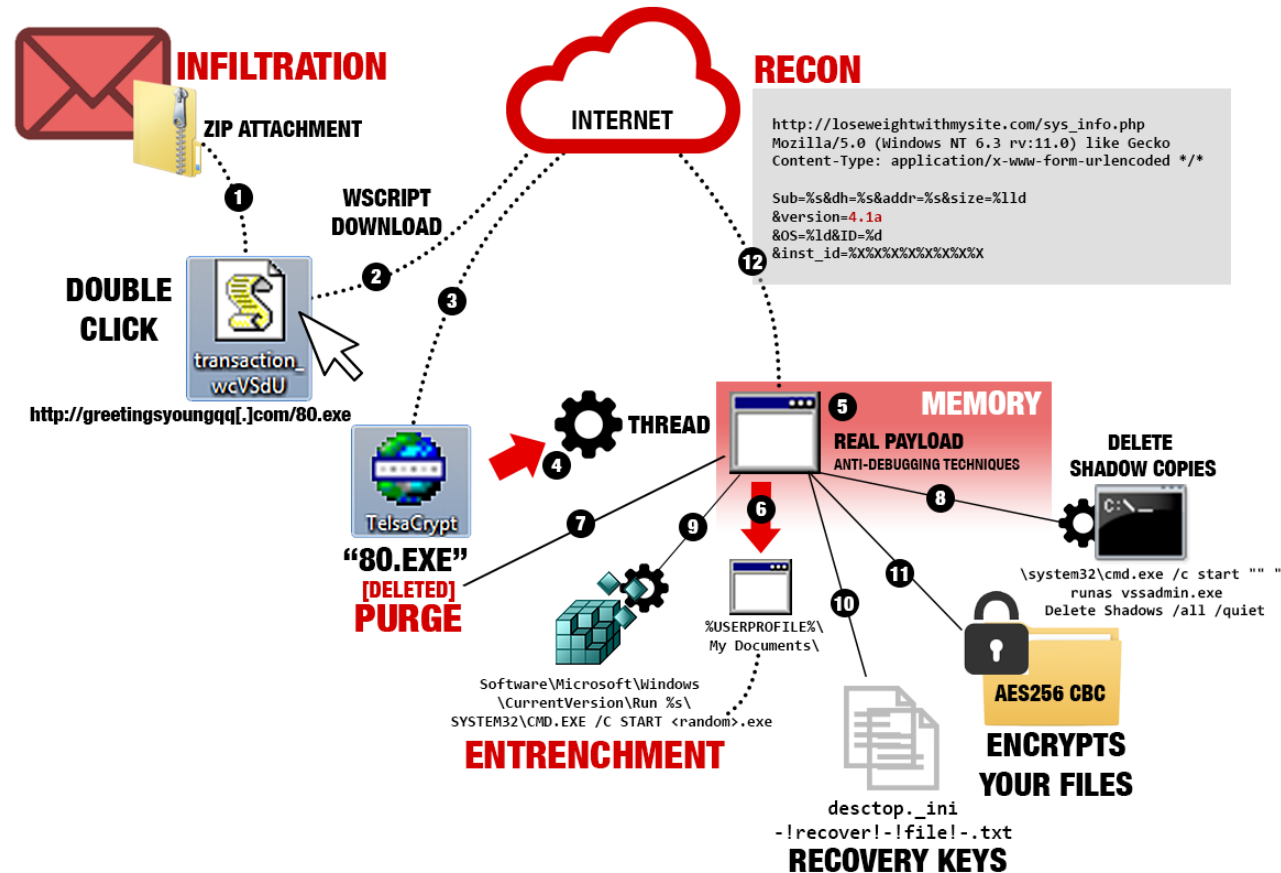 INFILTRATION
ZIP ATTACHMENT
1
WSCRIPT
DOWNLOAD
2
3
INTERNET
RECON
http://loseweightwithmysite.com/sys_info.php
Mozilla/5.0 (Windows NT 6.3 rv:11.0) like Gecko
Content-Type: application/x-www-form-urlencoded */*
Sub=%s&dh=%s&addr=%s&size=%lld
&version=4.1a
&OS=%ld&ID=%d
&inst_id=%X%X%X%X%X%X%X%X
12
DOUBLE
CLICK
transaction_
wcVSdU
http://greetingsyoungqq[.]com/80.exe
TelsaCrypt
“80.EXE”
[DELETED]
PURGE
4
THREAD
MEMORY
5
REAL PAYLOAD
ANTI-DEBUGGING TECHNIQUES
DELETE
SHADOW COPIES
C:\_
8
\system32\cmd.exe /c start "" "
runas vssadmin.exe
Delete Shadows /all /quiet
7
9
6
%USERPROFILE%\
My Documents\
Software\Microsoft\Windows
\CurrentVersion\Run %s\
SYSTEM32\CMD.EXE /C START <random>.exe
ENTRENCHMENT
10
11
AES256 CBC
ENCRYPTS
YOUR FILES
desctop._ini
-!recover!-!file!-.txt
RECOVERY KEYS